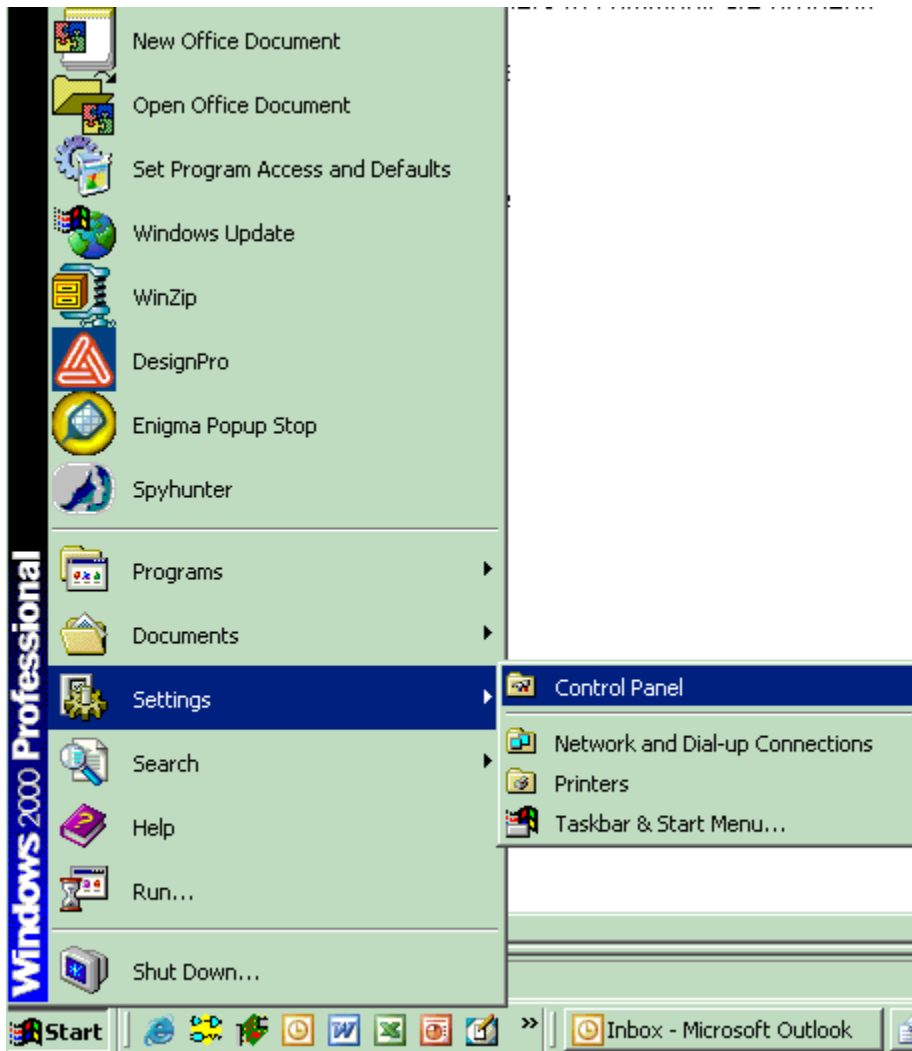 New Office Document
Open Office Document
Set Program Access and Defaults
Windows Update
WinZip
DesignPro
Enigma Popup Stop
Spyhunter
Programs
Documents
Settings
Search
Help
Run...
Shut Down...
Control Panel
Network and Dial-up Connections
Printers
Taskbar & Start Menu...
Windows 2000 Professional
Start
»
Inbox - Microsoft Outlook